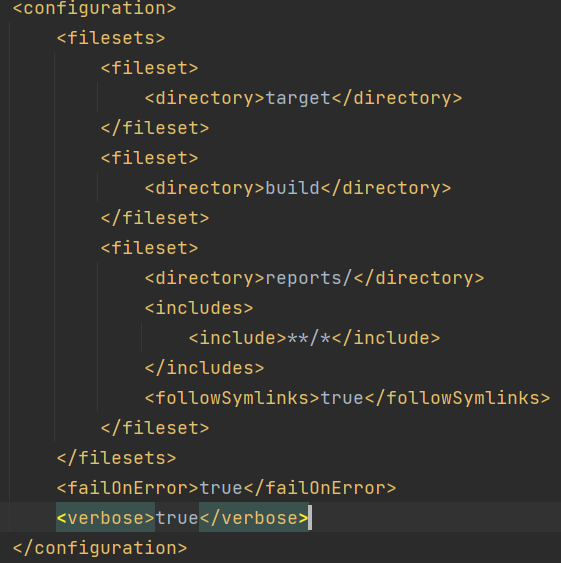 <configuration>
<filesets>
<fileset>
<directory>target</directory>
</fileset>
<fileset>
<directory>build</directory>
</fileset>
<fileset>
<directory>reports/</directory>
<includes>
<include>**/*</include>
</includes>
<followSymlinks>true</followSymlinks>
</fileset>
</filesets>
<failOnError>true</failOnError>
<verbose>true</verbose>
</configuration>